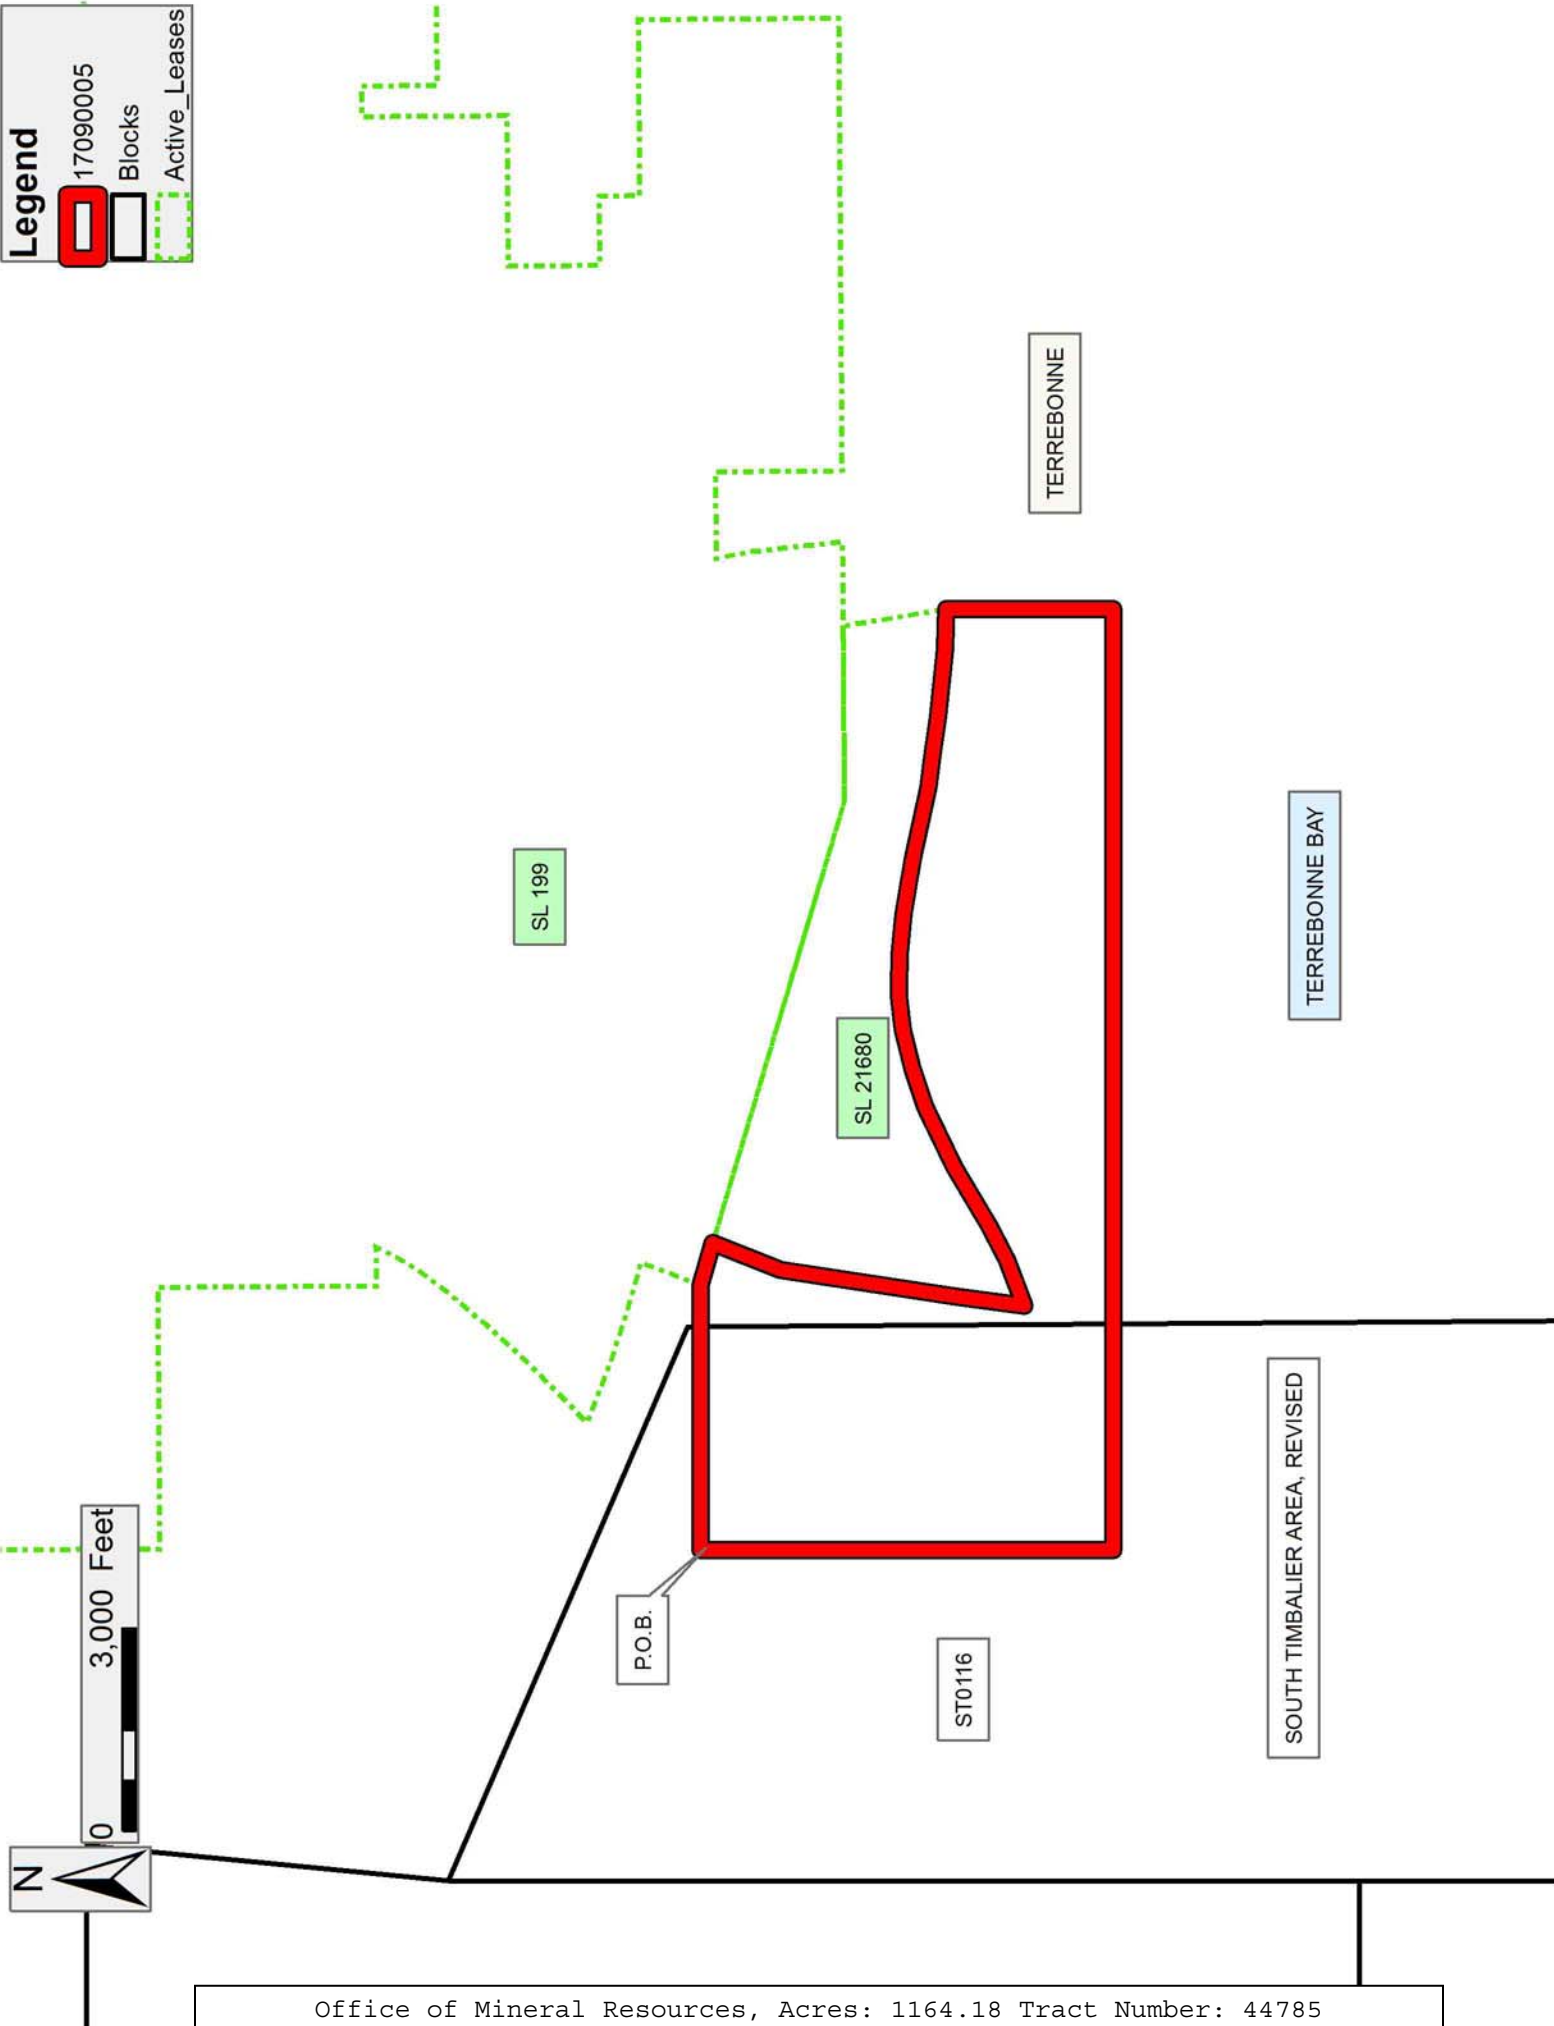 Legend
17090005
Blocks
Active_Leases
N
0 3,000 Feet
SL 199
TERREBONNE
P.O.B.
SL 21680
ST0116
TERREBONNE BAY
SOUTH TIMBALIER AREA, REVISED
Office of Mineral Resources, Acres: 1164.18 Tract Number: 44785